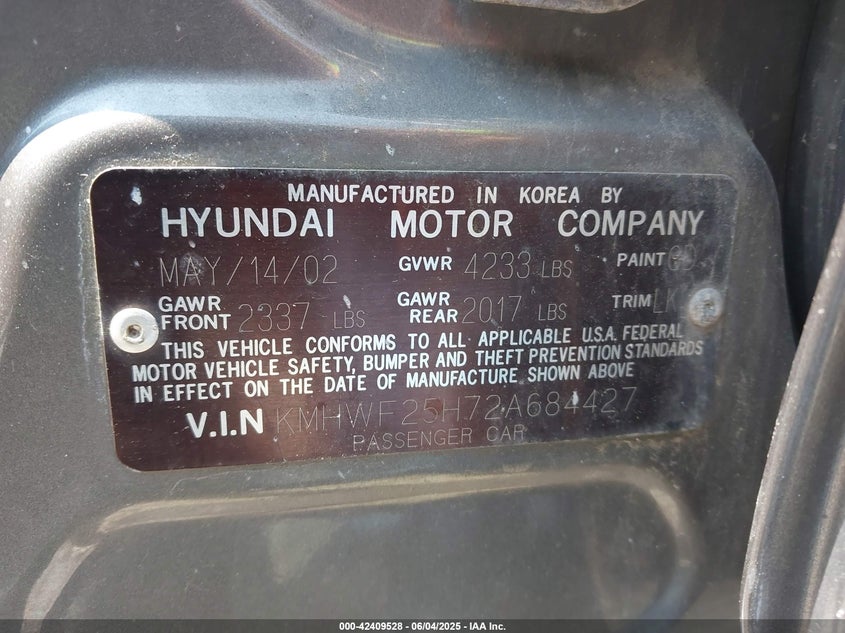 MANUFACTURED IN KOREA BY
HYUNDAI MOTOR COMPANY
MAY/14/02 GVWR 4233 LBS PAINT
GAWR FRONT 2337 LBS GAWR REAR 2017 LBS TRIM LK
THIS VEHICLE CONFORMS TO ALL APPLICABLE U.S.A. FEDERAL
MOTOR VEHICLE SAFETY, BUMPER AND THEFT PREVENTION STANDARDS
IN EFFECT ON THE DATE OF MANUFACTURE SHOWN ABOVE
V.I.N KMHWF25H72A684427
PASSENGER CAR
000-42409528 - 06/04/2025 - IAA Inc.